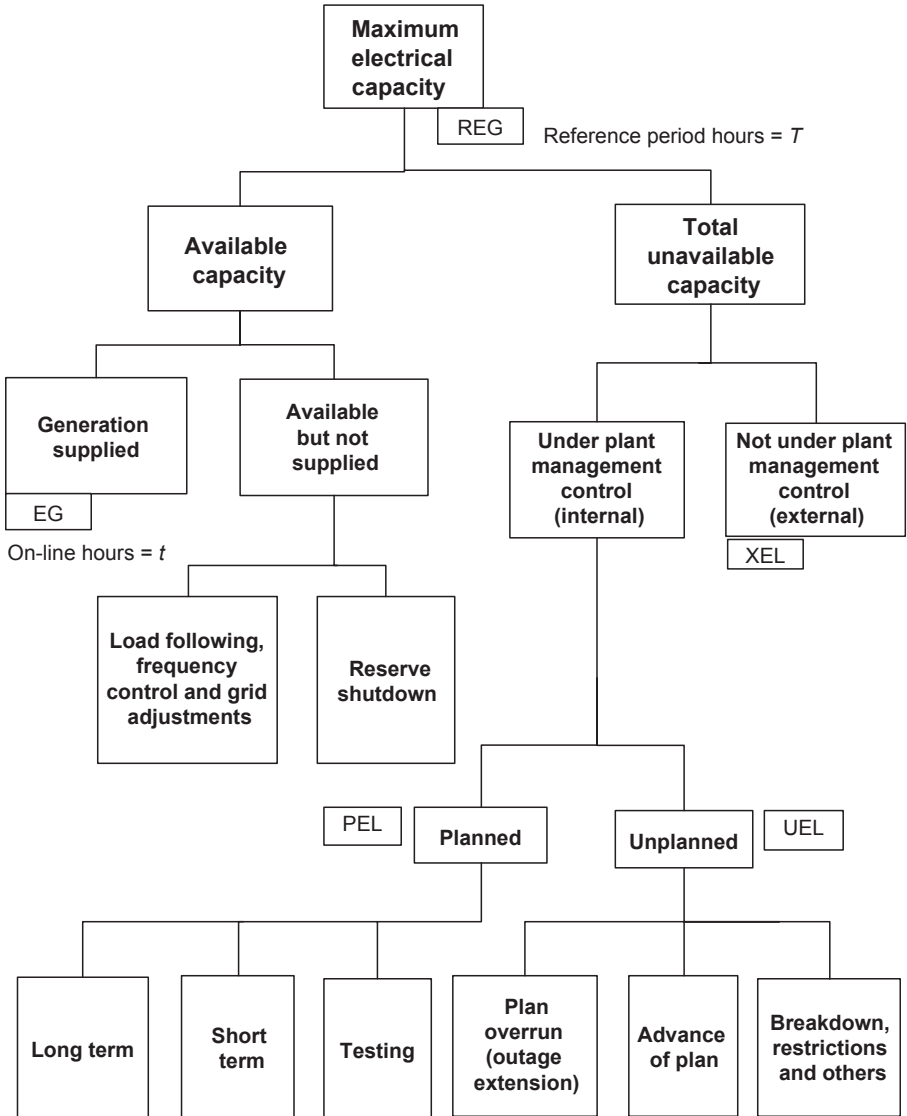 Maximum
electrical
capacity
REG
Reference period hours = T
Available
capacity
Total
unavailable
capacity
Generation
supplied
EG
On-line hours = t
Available
but not
supplied
Under plant
management
control
(internal)
Not under plant
management
control
(external)
XEL
Load following,
frequency
control and grid
adjustments
Reserve
shutdown
PEL
Planned
Unplanned
UEL
Long term
Short
term
Testing
Plan
overrun
(outage
extension)
Advance
of plan
Breakdown,
restrictions
and others